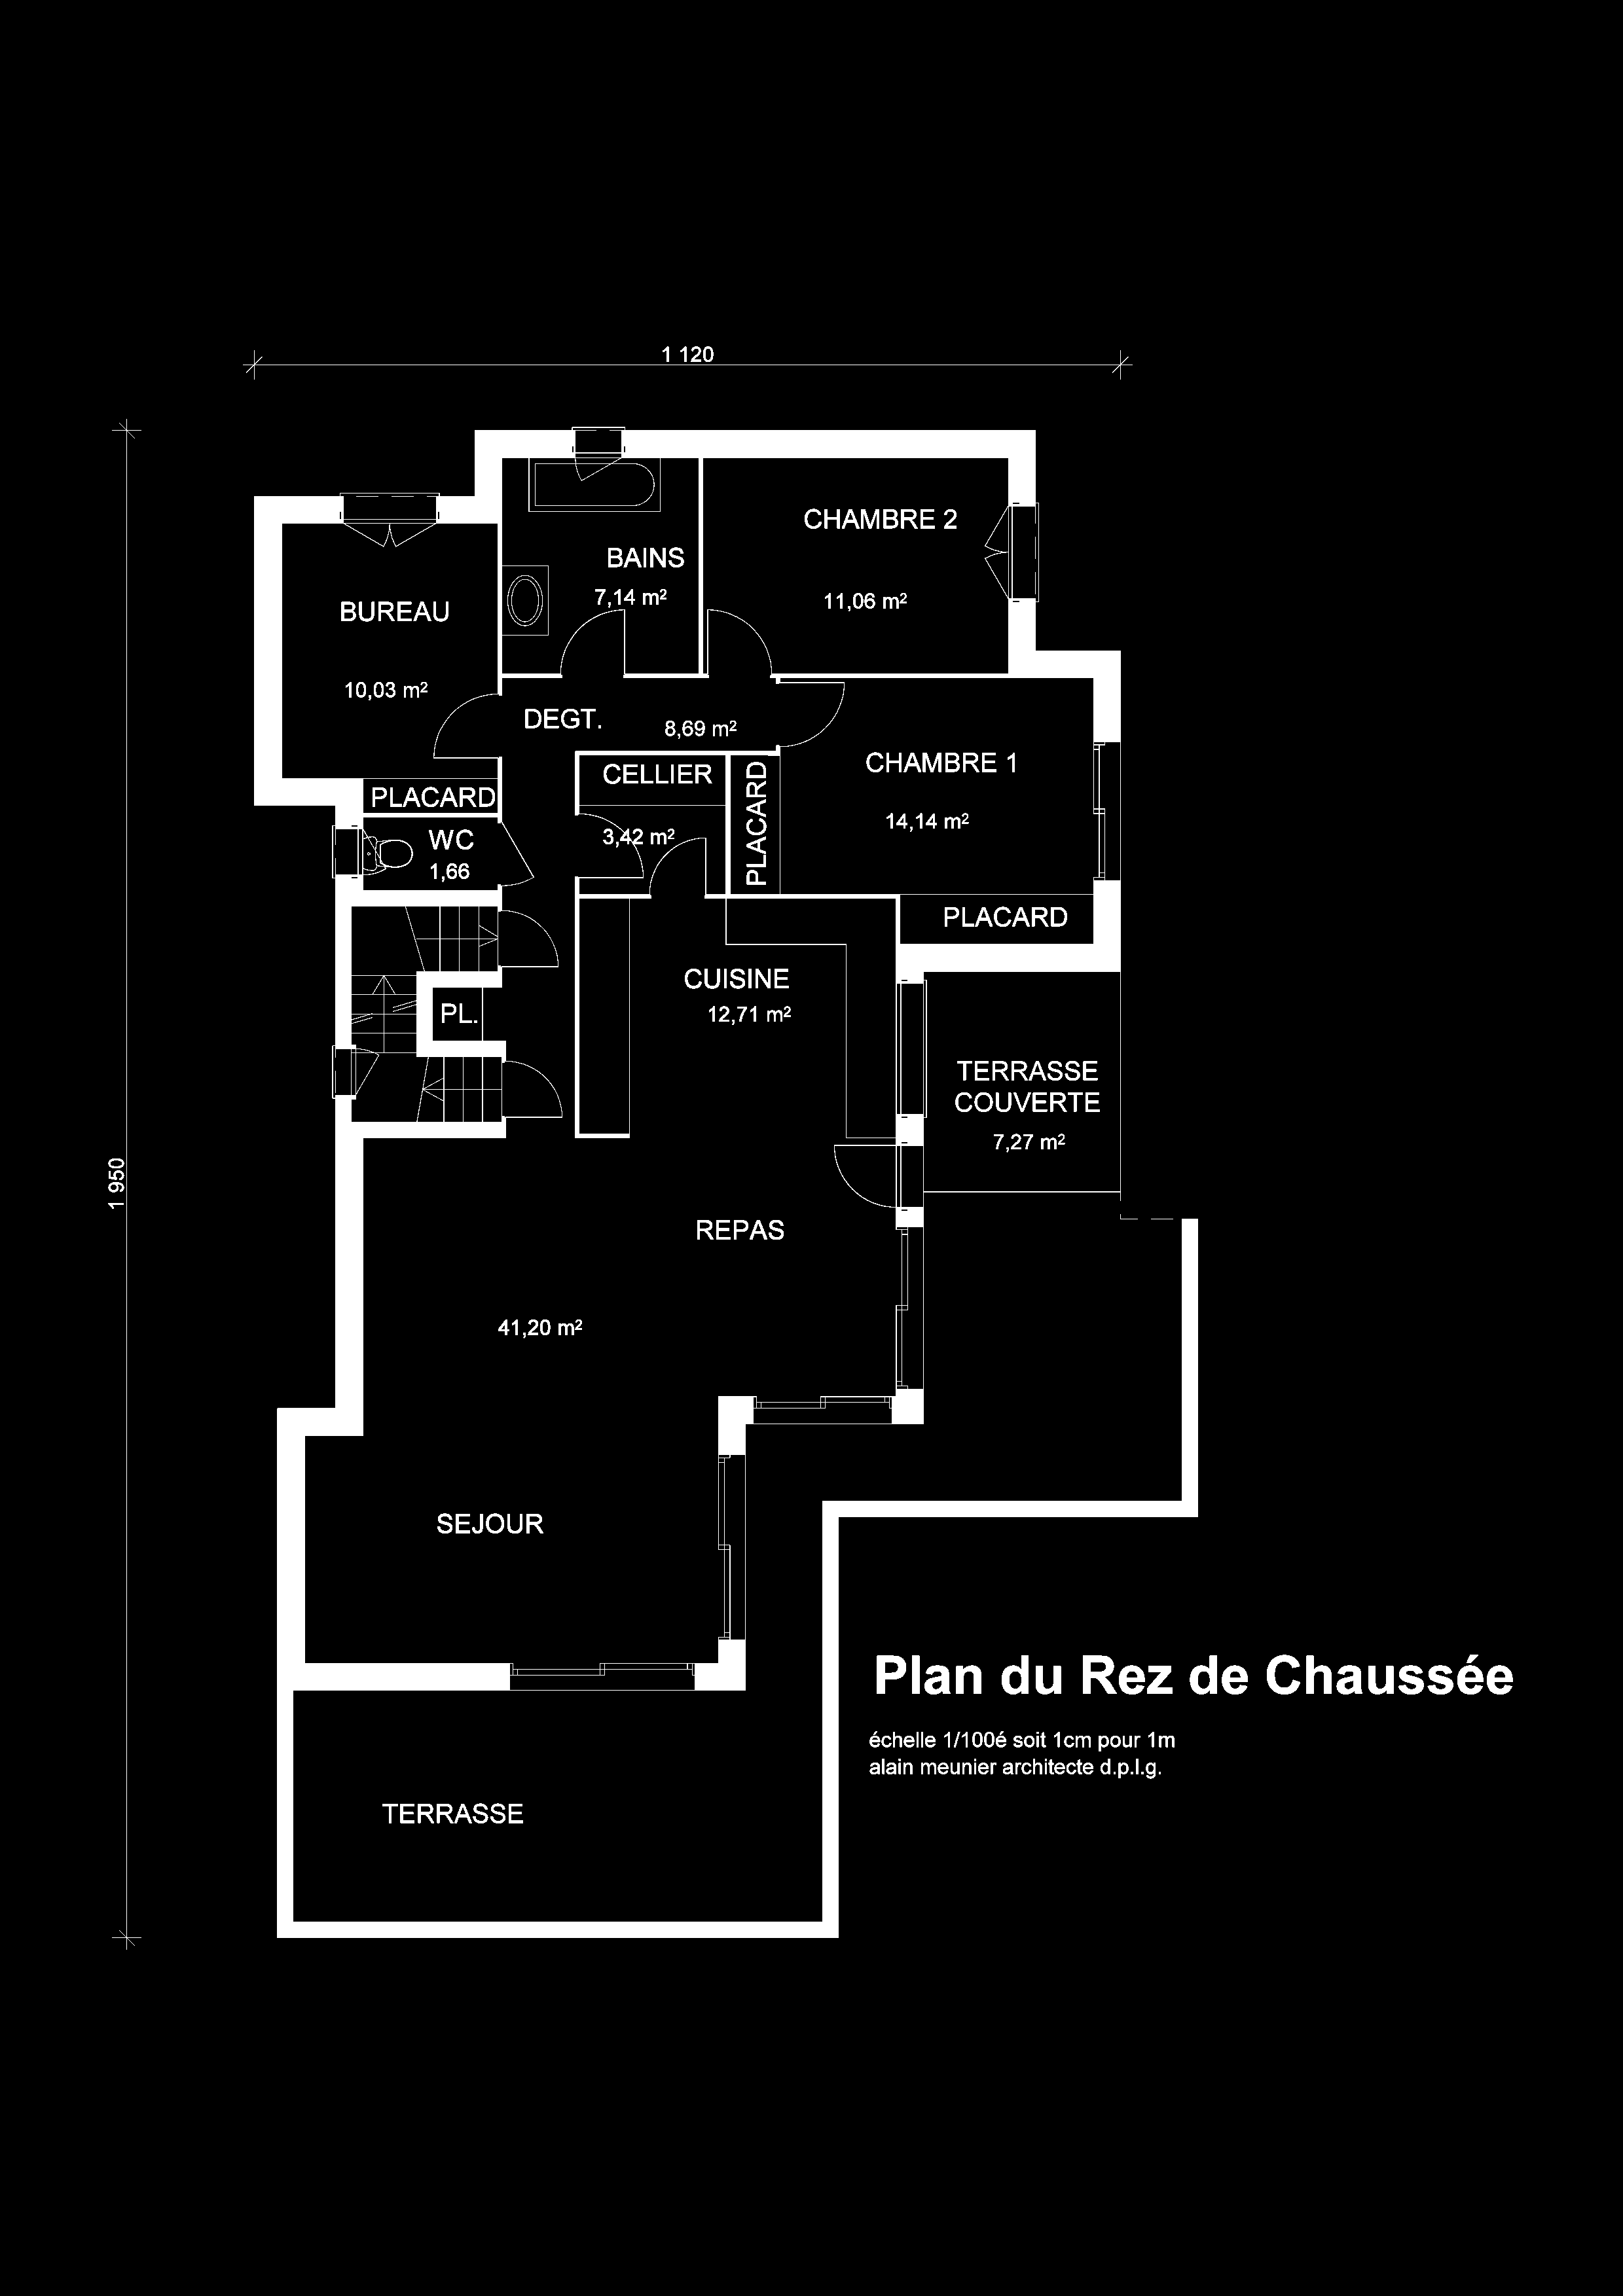 1 120
CHAMBRE 2
11,06 m²
BAINS
7,14 m²
BUREAU
10,03 m²
DEGT.
8,69 m²
CELLIER
3,42 m²
PLACARD
CHAMBRE 1
14,14 m²
PLACARD
WC
1,66
PLACARD
CUISINE
12,71 m²
PL.
TERRASSE
COUVERTE
7,27 m²
1 950
REPAS
41,20 m²
SEJOUR
Plan du Rez de Chaussée
échelle 1/100é soit 1cm pour 1m
alain meunier architecte d.p.l.g.
TERRASSE